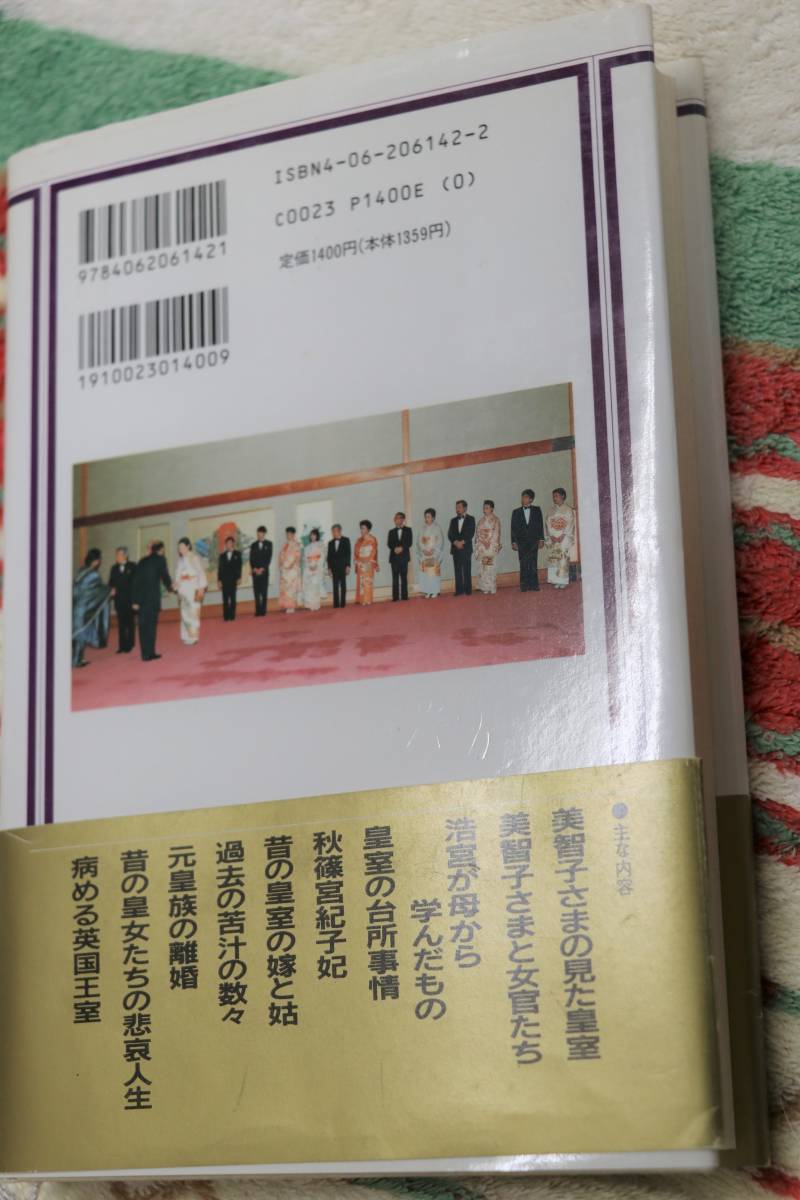 ISBN4-06-206142-2
C0023 P1400E (0)
定価1400円(本体1359円)
9784062061421
1910023014009
●主な内容
美智子さまの見た皇室
美智子さまと女官たち
浩宮が母から
学んだもの
皇室の台所事情
秋篠宮紀子妃
昔の皇室の嫁と姑
過去の苦汁の数々
元皇族の離婚
昔の皇女たちの悲哀人生
病める英国王室